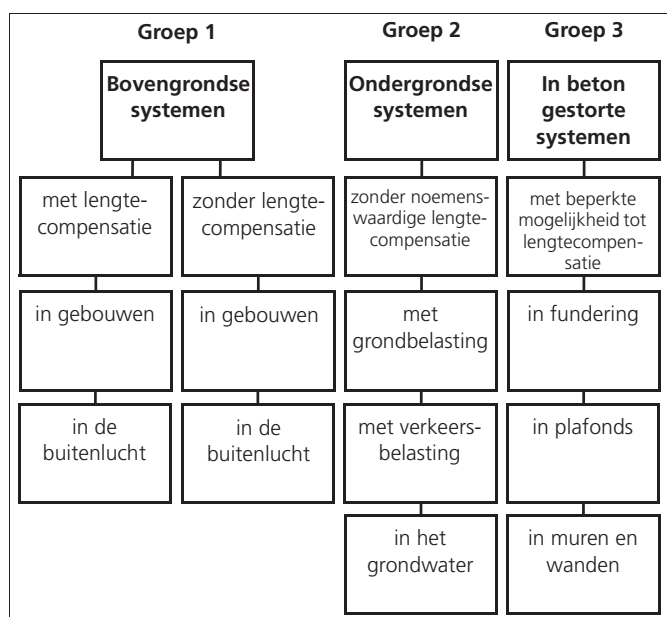 Groep 1
Groep 2
Groep 3
Bovengrondse
systemen
Ondergrondse
systemen
In beton
gestorte
systemen
met lengte-
compensatie
zonder lengte-
compensatie
zonder noemens-
waardige lengte-
compensatie
met beperkte
mogelijkheid tot
lengtecompen-
satie
in gebouwen
in gebouwen
met
grondbelasting
in fundering
in de
buitenlucht
in de
buitenlucht
met verkeers-
belasting
in plafonds
in het
grondwater
in muren en
wanden